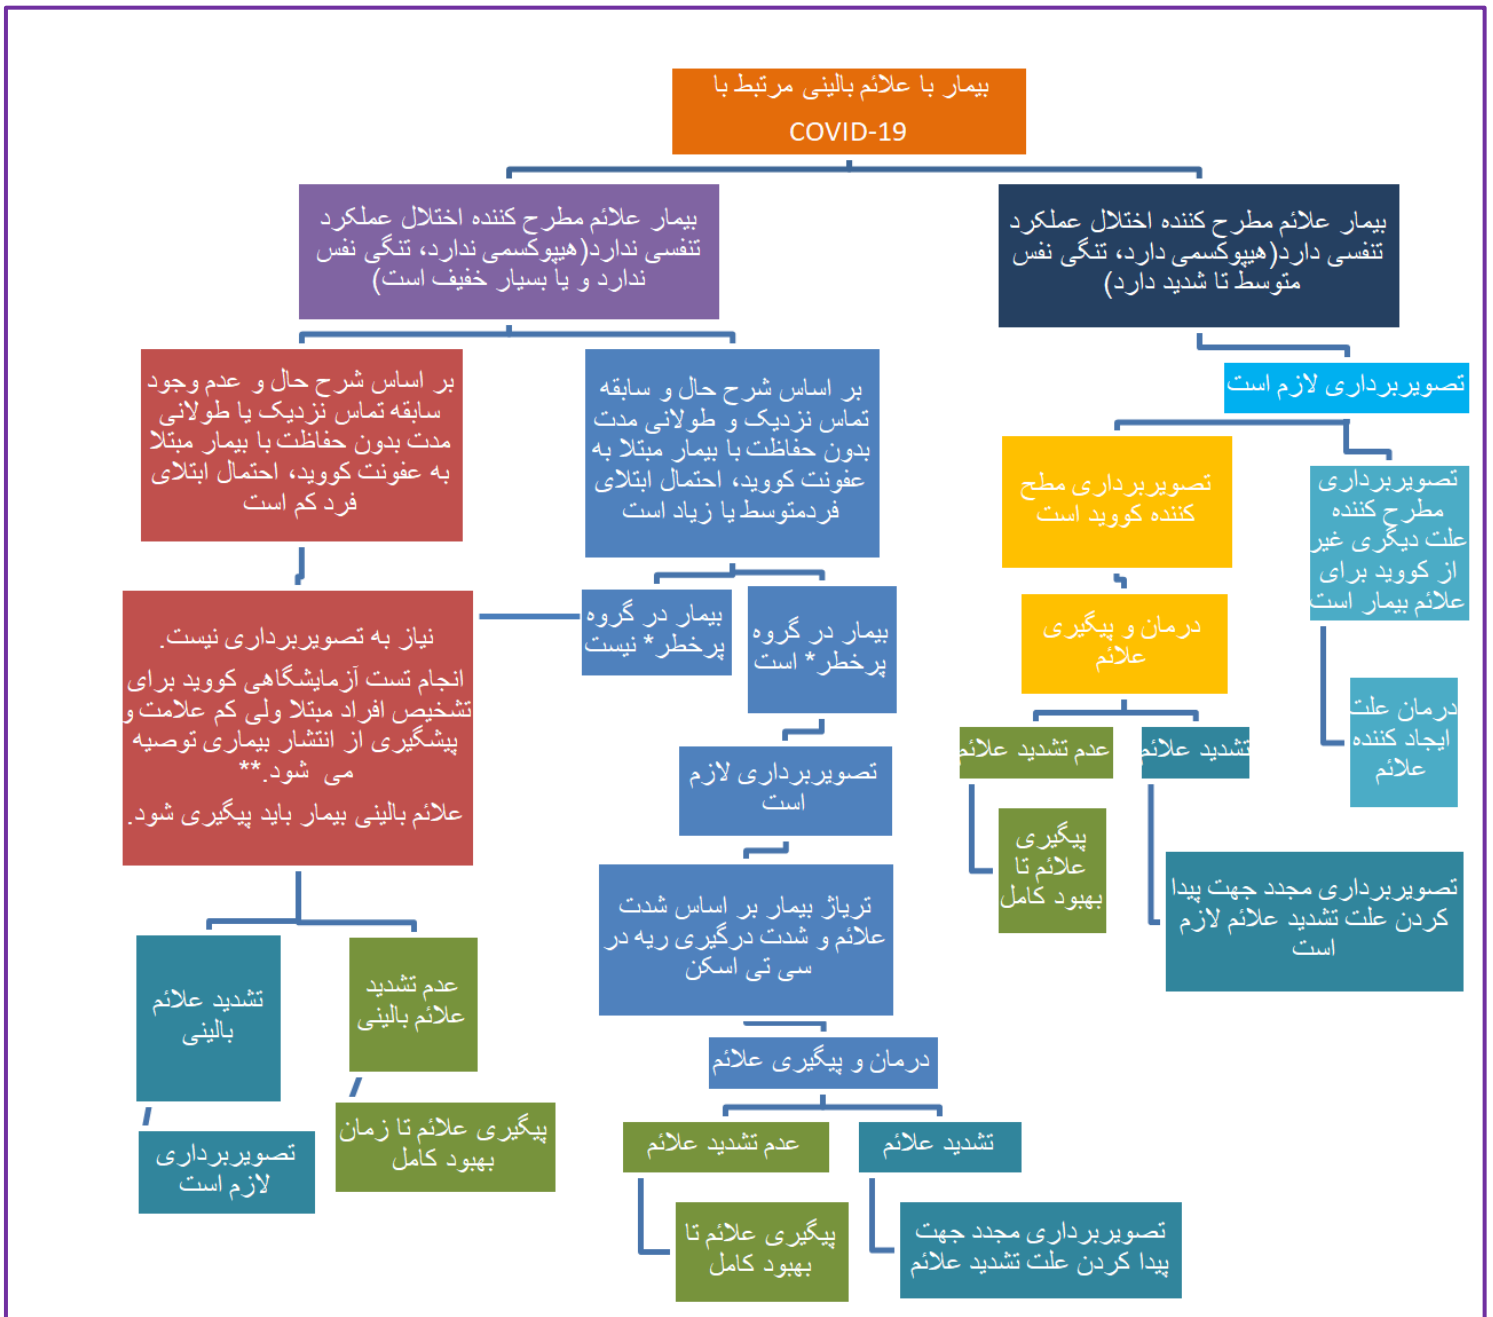 بیمار با علائم بالینی مرتبط با
COVID-19
بیمار علائم مطرح کننده اختلال عملکرد
تنفسی دارد(هیپوکسمی دارد، تنگی نفس
متوسط تا شدید دارد)
بیمار علائم مطرح کننده اختلال عملکرد
تنفسی ندارد(هیپوکسمی ندارد، تنگی نفس
ندارد و یا بسیار خفیف است)
تصویربرداری لازم است
تصویربرداری
مطرح کننده
علت دیگری غیر
از کووید برای
علائم بیمار است
درمان علت
ایجاد کننده
علائم
تصویربرداری مطح
کننده کووید است
درمان و پیگیری
علائم
تشدید علائم
تصویربرداری مجدد جهت پیدا
کردن علت تشدید علائم لازم
است
عدم تشدید علائم
پیگیری
علائم تا
بهبود کامل
بر اساس شرح حال و سابقه
تماس نزدیک و طولانی مدت
بدون حفاظت با بیمار مبتلا به
عفونت کووید، احتمال ابتلای
فردمتوسط یا زیاد است
بیمار در گروه
پرخطر* است
بیمار در گروه
پرخطر* نیست
تصویربرداری لازم
است
تریاژ بیمار بر اساس شدت
علائم و شدت درگیری ریه در
سی تی اسکن
درمان و پیگیری علائم
تشدید علائم
تصویربرداری مجدد جهت
پیدا کردن علت تشدید علائم
عدم تشدید علائم
پیگیری علائم تا
بهبود کامل
بر اساس شرح حال و عدم وجود
سابقه تماس نزدیک یا طولانی
مدت بدون حفاظت با بیمار مبتلا
به عفونت کووید، احتمال ابتلای
فرد کم است
نیاز به تصویربرداری نیست.
انجام تست آزمایشگاهی کووید برای
تشخیص افراد مبتلا ولی کم علامت و
پیشگیری از انتشار بیماری توصیه
می شود.**
علائم بالینی بیمار باید پیگیری شود.
عدم تشدید
علائم بالینی
پیگیری علائم تا زمان
بهبود کامل
تشدید علائم
بالینی
تصویربرداری
لازم است